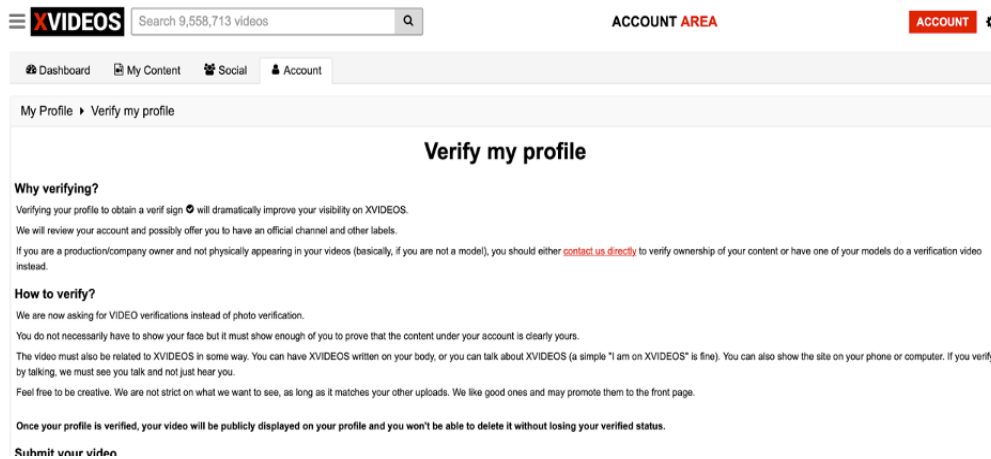 XVIDEOS Search 9,558,713 videos ACCOUNT AREA ACCOUNT
Dashboard My Content Social Account
My Profile Verify my profile
Verify my profile
Why verifying?
Verifying your profile to obtain a verif sign will dramatically improve your visibility on XVIDEOS.
We will review your account and possibly offer you to have an official channel and other labels.
If you are a production/company owner and not physically appearing in your videos (basically, if you are not a model), you should either contact us directly to verify ownership of your content or have one of your models do a verification video
instead.
How to verify?
We are now asking for VIDEO verifications instead of photo verification.
You do not necessarily have to show your face but it must show enough of you to prove that the content under your account is clearly yours.
The video must also be related to XVIDEOS in some way. You can have XVIDEOS written on your body, or you can talk about XVIDEOS (a simple "I am on XVIDEOS" is fine). You can also show the site on your phone or computer. If you verify
by talking, we must see you talk and not just hear you.
Feel free to be creative. We are not strict on what we want to see, as long as it matches your other uploads. We like good ones and may promote them to the front page.
Once your profile is verified, your video will be publicly displayed on your profile and you won't be able to delete it without losing your verified status.
Submit your video